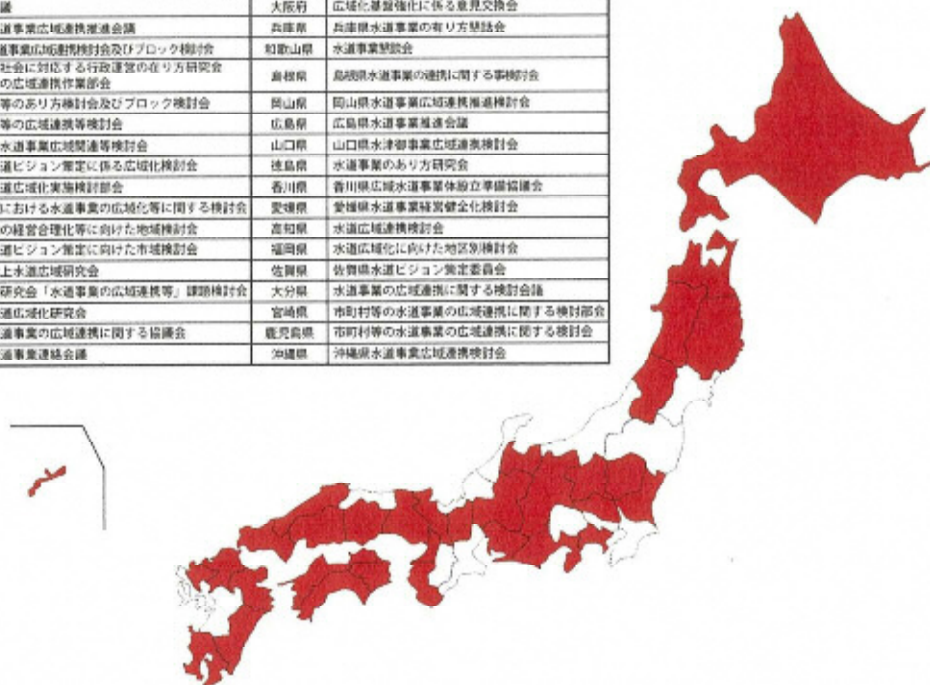 議 大阪府 広域化基盤強化に係る意見交換会
道事業広域連携推進会議 兵庫県 兵庫県水道事業の有り方懇話会
道事業広域連携検討会及びブロック検討会 和歌山県 水道事業懇談会
社会に対応する行政運営の在り方研究会
の広域連携作業部会 島根県 島根県水道事業の連携に関する事検討会
等のあり方検討会及びブロック検討会 岡山県 岡山県水道事業広域連携推進検討会
等の広域連携等検討会 広島県 広島県水道事業推進会議
水道事業広域関連等検討会 山口県 山口県水津御事業広域連携検討会
道ビジョン策定に係る広域化検討会 徳島県 水道事業のあり方研究会
道広域化実施検討部会 香川県 香川県広域水道事業体設立準備協議会
における水道事業の広域化等に関する検討会 愛媛県 愛媛県水道事業経営健全化検討会
の経営合理化等に向けた地域検討会 高知県 水道広域連携検討会
道ビジョン策定に向けた市域検討会 福岡県 水道広域化に向けた地区別検討会
上水道広域研究会 佐賀県 佐賀県水道ビジョン策定委員会
研究会「水道事業の広域連携等」課題検討会 大分県 水道事業の広域連携に関する検討会議
道広域化研究会 宮崎県 市町村等の水道事業の広域連携に関する検討部会
道事業の広域連携に関する協議会 鹿児島県 市町村等の水道事業の広域連携に関する検討会
道事業連絡会議 沖縄県 沖縄県水道事業広域連携検討会